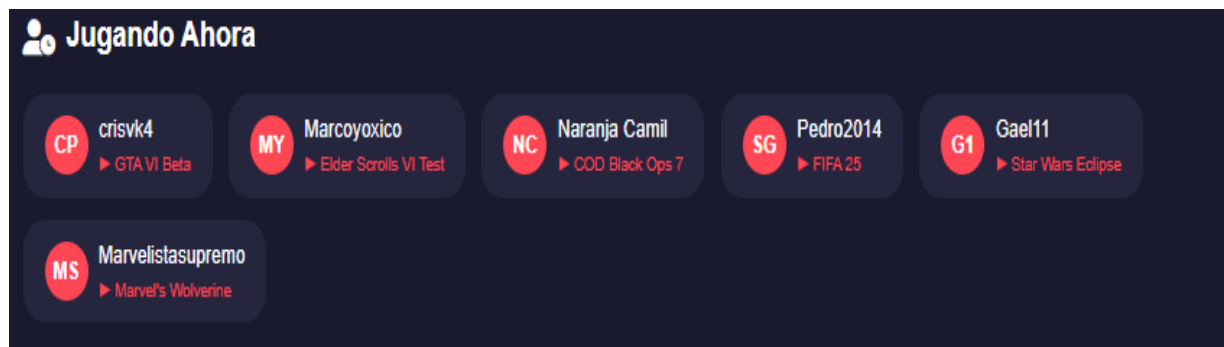 Jugando Ahora
CP
crisvk4
▶ GTA VI Beta
MY
Marcoyoxico
▶ Elder Scrolls VI Test
NC
Naranja Camil
▶ COD Black Ops 7
SG
Pedro2014
▶ FIFA 25
G1
Gael11
▶ Star Wars Eclipse
MS
Marvelistasupremo
▶ Marvel's Wolverine